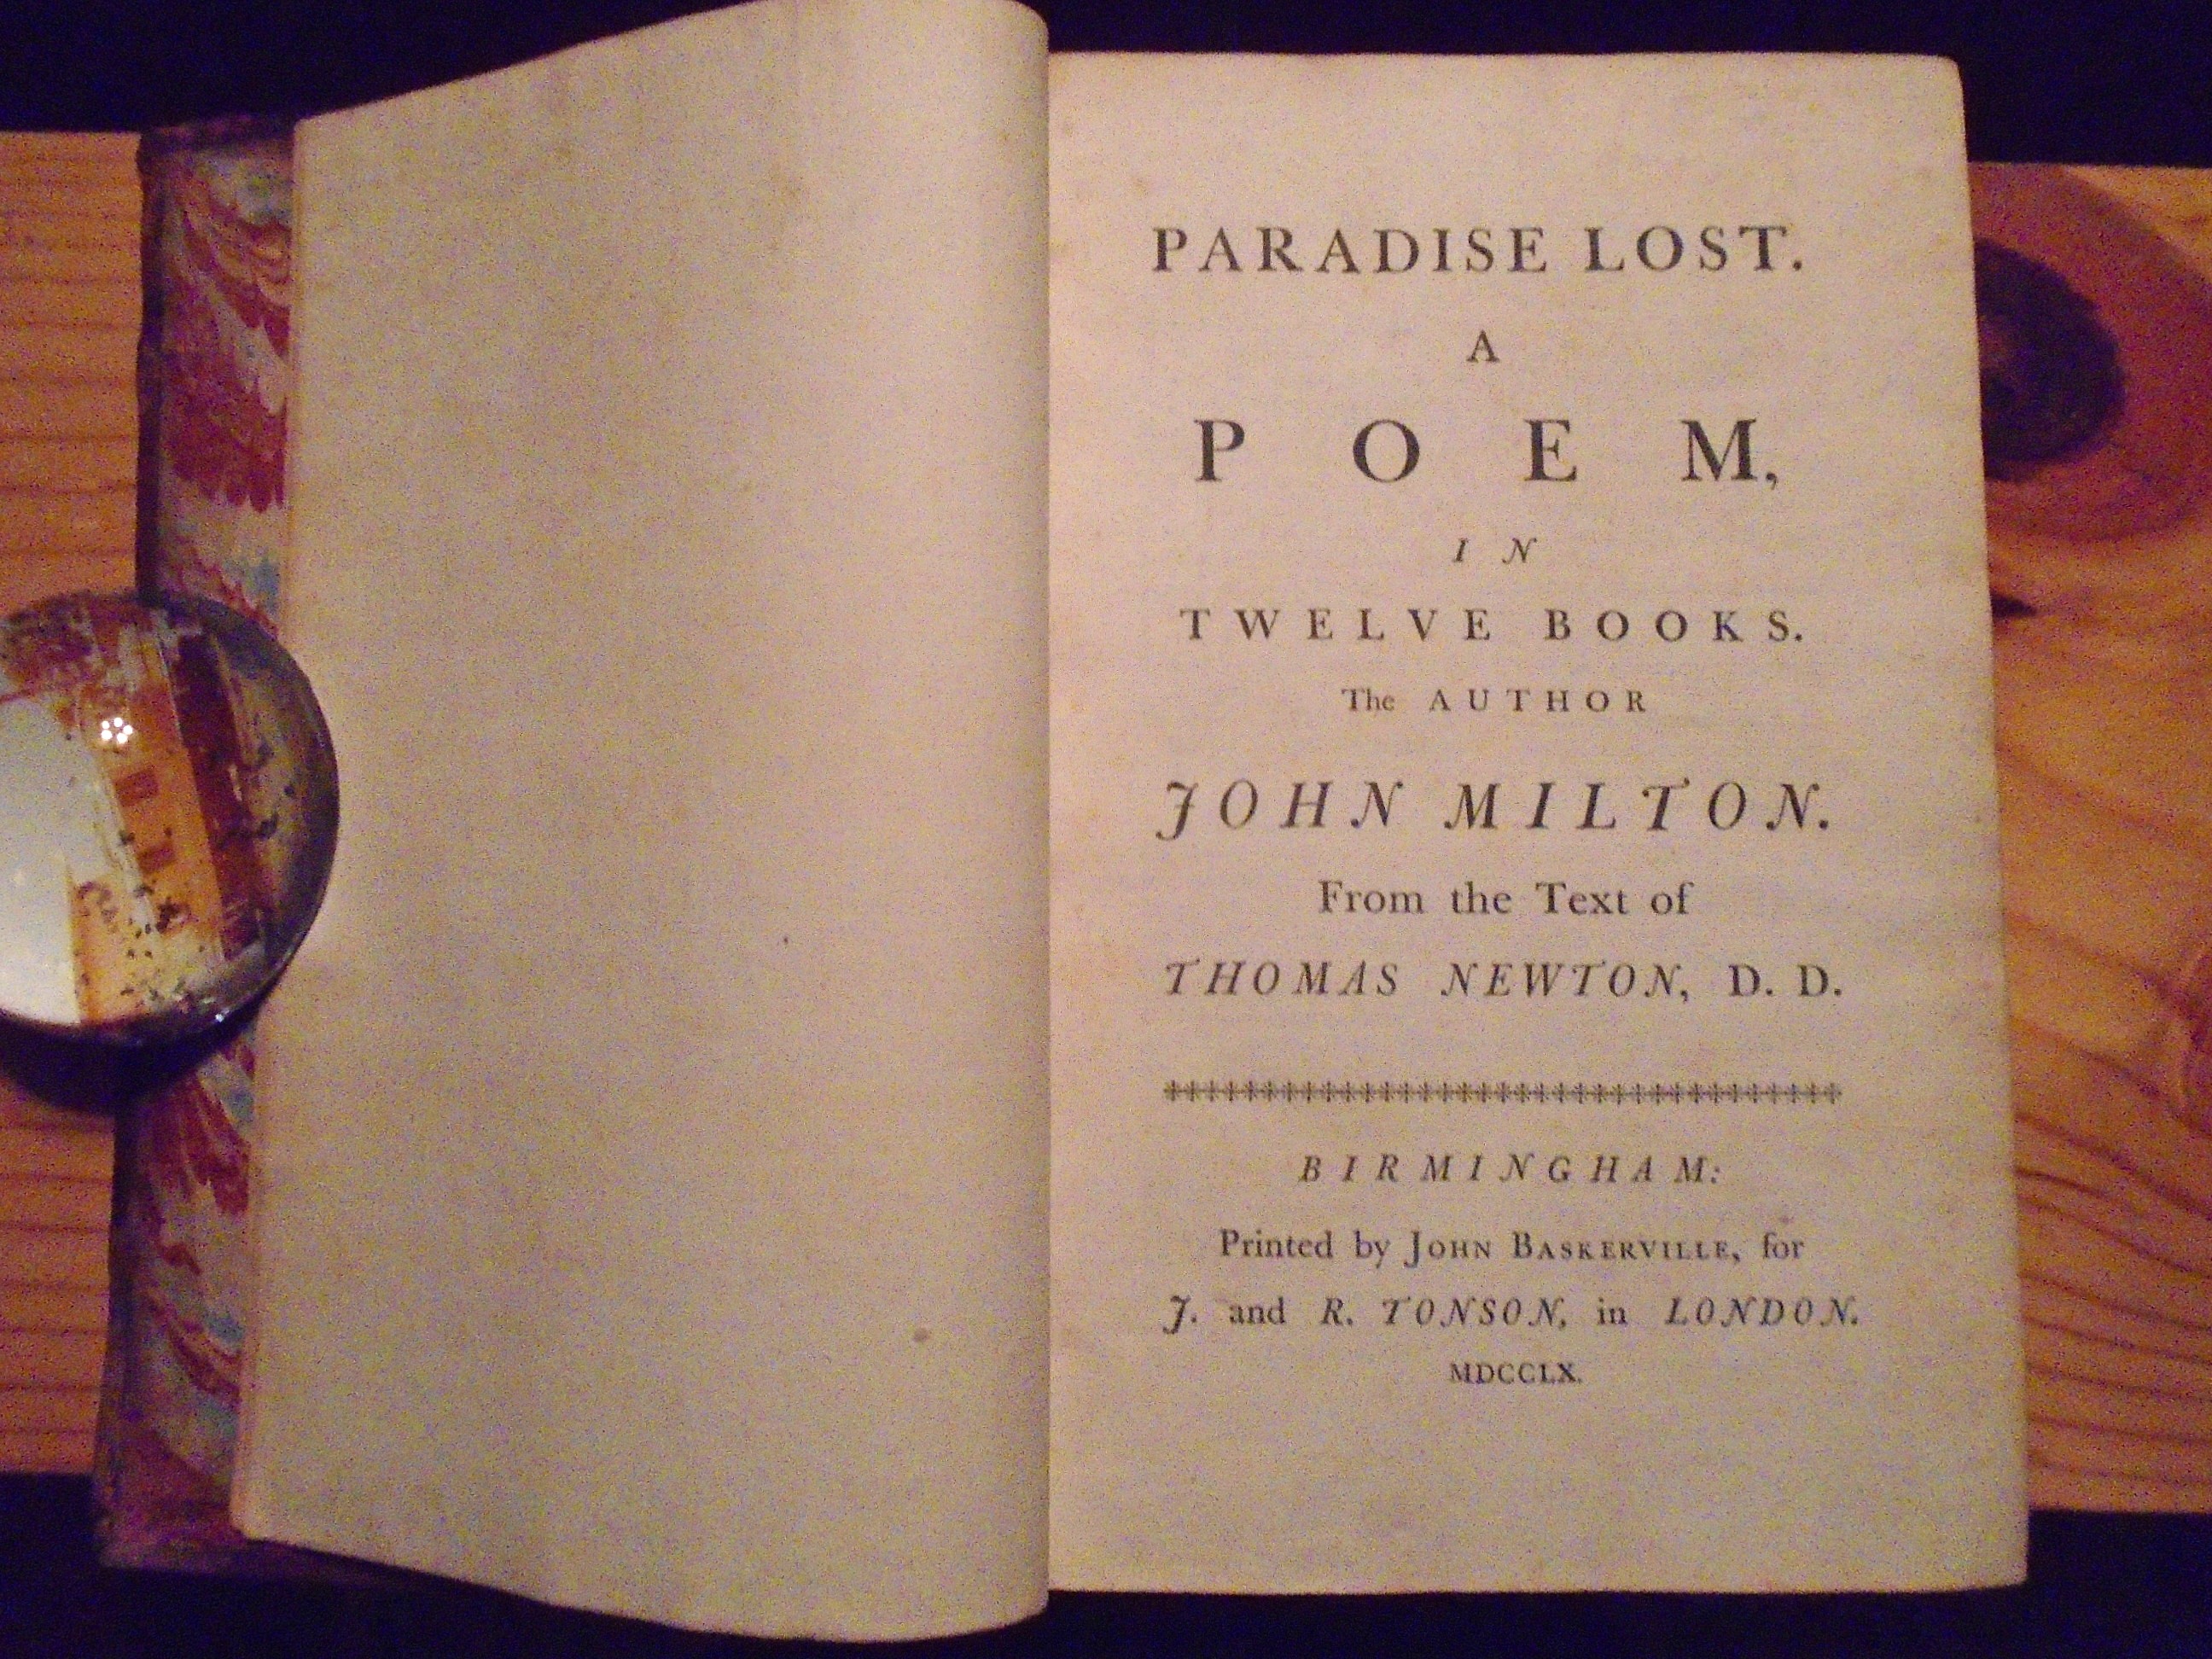 PARADISE LOST.
A
POEM,
IN
TWELVE BOOKS.
The AUTHOR
JOHN MILTON.
From the Text of
THOMAS NEWTON, D. D.
BIRMINGHAM:
Printed by JOHN BASKERVILLE, for
J. and R. TONSON, in LONDON.
MDCCLX.